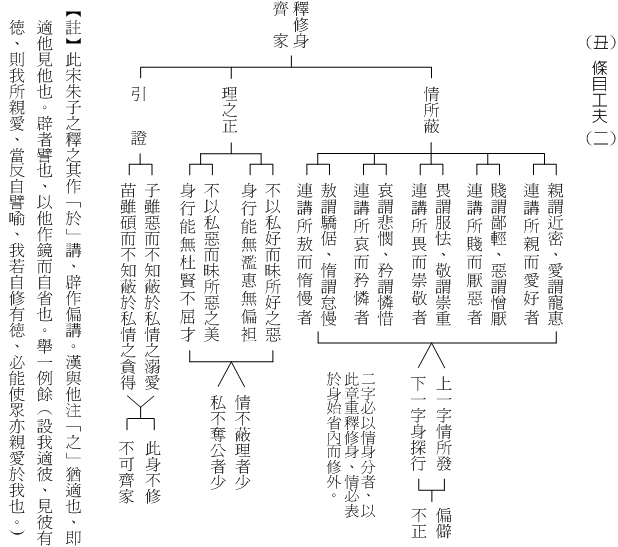 （丑）條目工夫（二）
釋修身
齊　家
情所蔽
親謂近密、愛謂寵惠
連講所親而愛好者
賤謂鄙輕、惡謂憎厭
連講所賤而厭惡者
畏謂服怯、敬謂崇重
連講所畏而崇敬者
哀謂悲憫、矜謂憐惜
連講所哀而矜憐者
敖謂驕倨、惰謂怠慢
連講所敖而惰慢者
上一字情所發
下一字身探行
偏僻
不正
二字必以情身分者、以
此章重釋修身、情必表
於身始省內而修外。
理之正
不以私好而昧所好之惡
身行能無濫惠無偏袒
不以私惡而昧所惡之美
身行能無杜賢不屈才
情不蔽理者少
私不奪公者少
引　證
子雖惡而不知蔽於私情之溺愛
苗雖碩而不知蔽於私情之貪得
此身不修
不可齊家
【註】此宋朱子之釋之其作「於」講、辟作偏講。漢與他注「之」猶適也、即
適他見他也。辟者譬也、以他作鏡而自省也。舉一例餘（設我適彼、見彼有
德、則我所親愛、當反自譬喻、我若自修有德、必能使眾亦親愛於我也。）